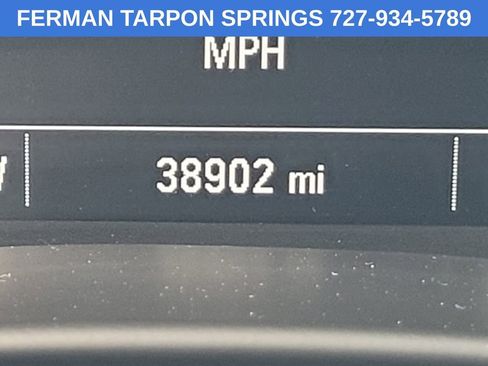 FERMAN TARPON SPRINGS 727-934-5789
MPH
38902 mi